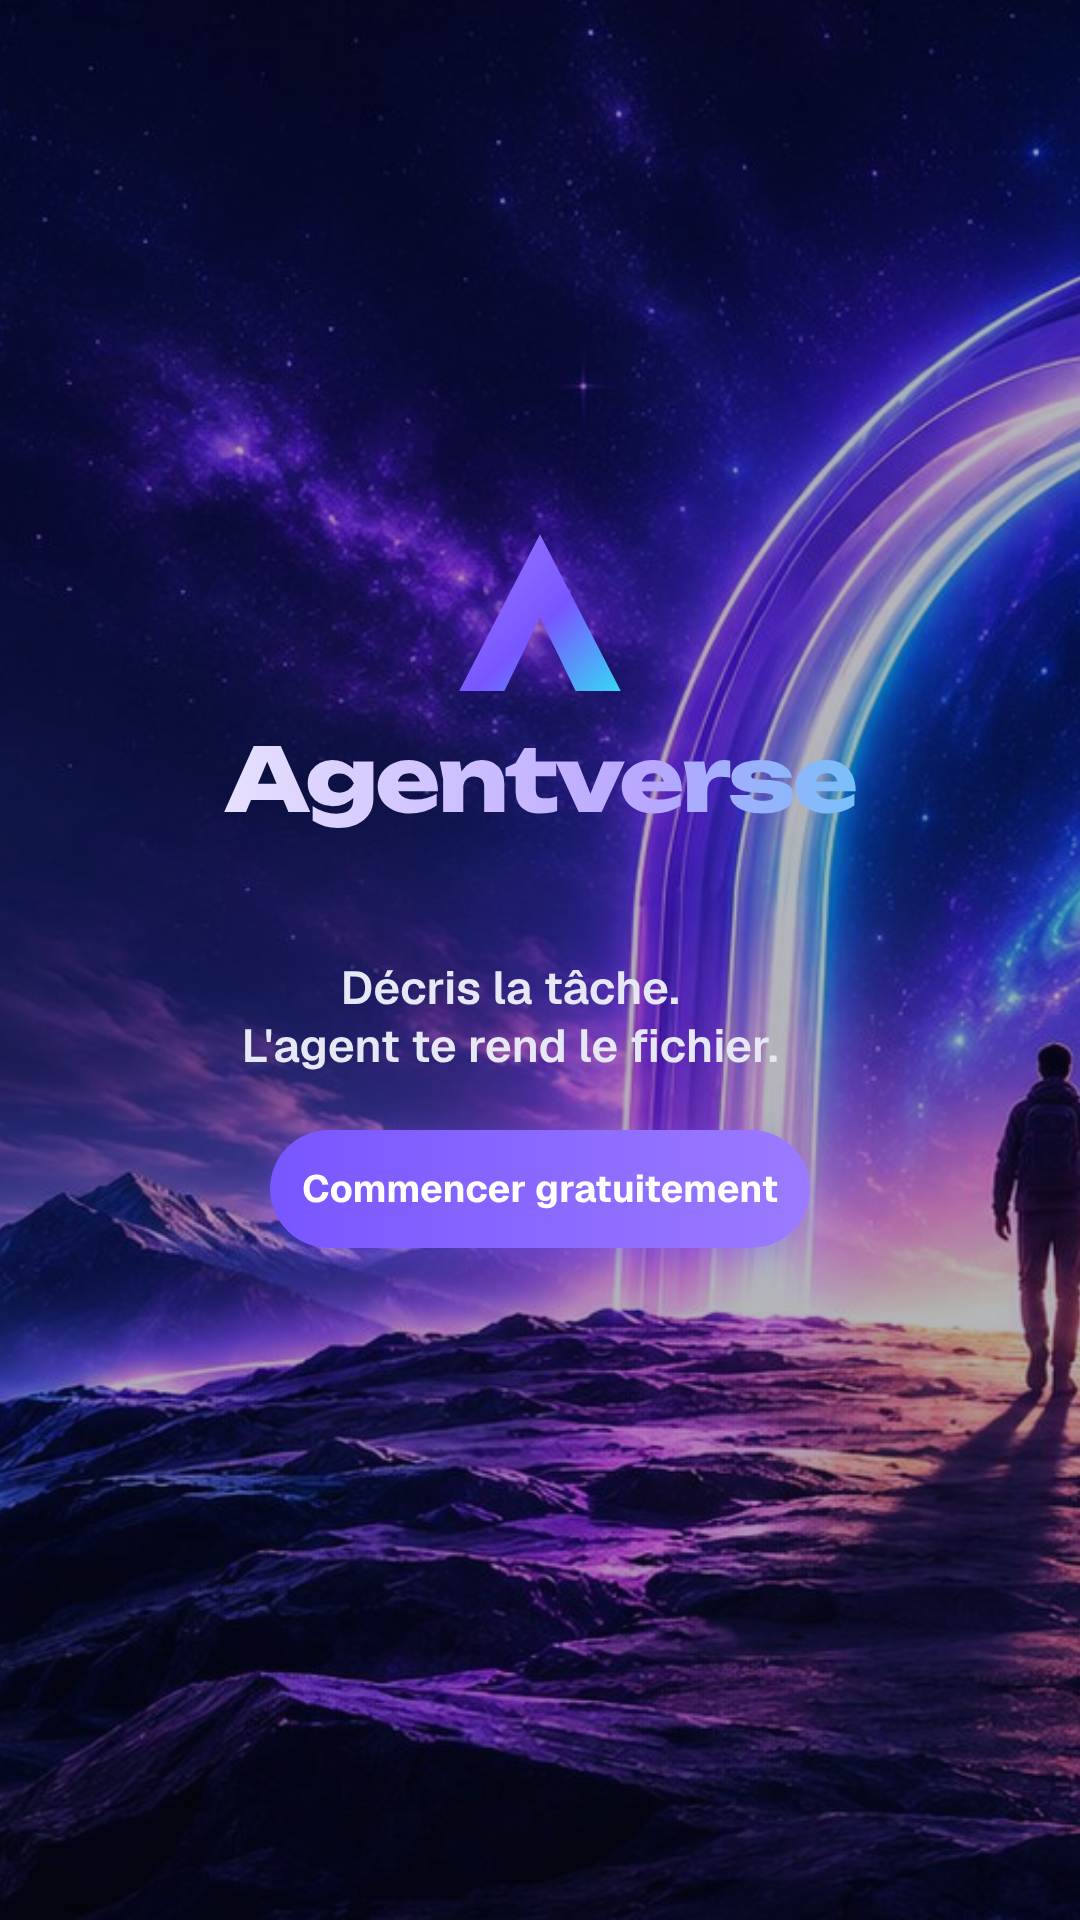 Agentverse
Décris la tâche.
L'agent te rend le fichier.
Commencer gratuitement